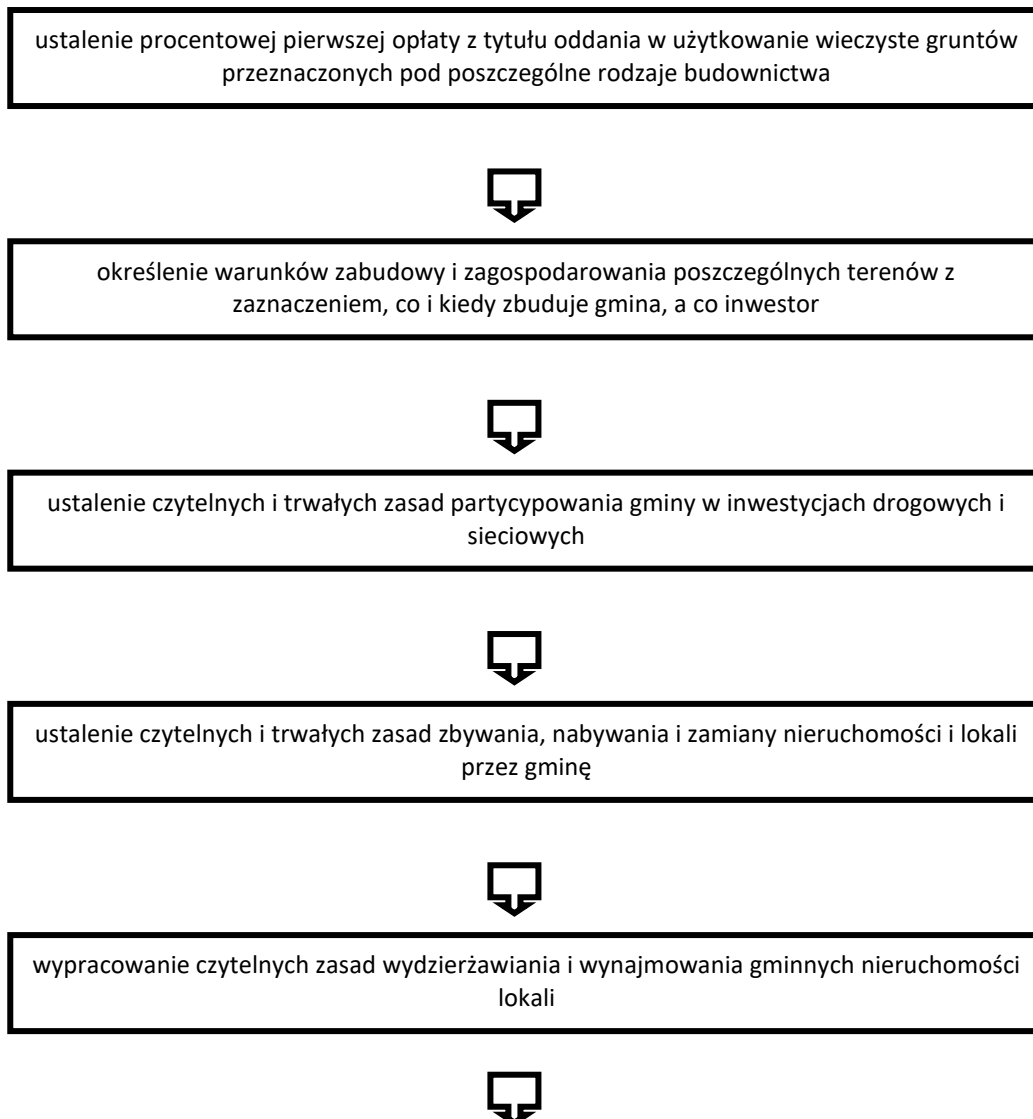 ustalenie procentowej pierwszej opłaty z tytułu oddania w użytkowanie wieczyste gruntów
przeznaczonych pod poszczególne rodzaje budownictwa
określenie warunków zabudowy i zagospodarowania poszczególnych terenów z
zaznaczeniem, co i kiedy zbuduje gmina, a co inwestor
ustalenie czytelnych i trwałych zasad partycypowania gminy w inwestycjach drogowych i
sieciowych
ustalenie czytelnych i trwałych zasad zbywania, nabywania i zamiany nieruchomości i lokali
przez gminę
wypracowanie czytelnych zasad wydzierżawiania i wynajmowania gminnych nieruchomości
lokali